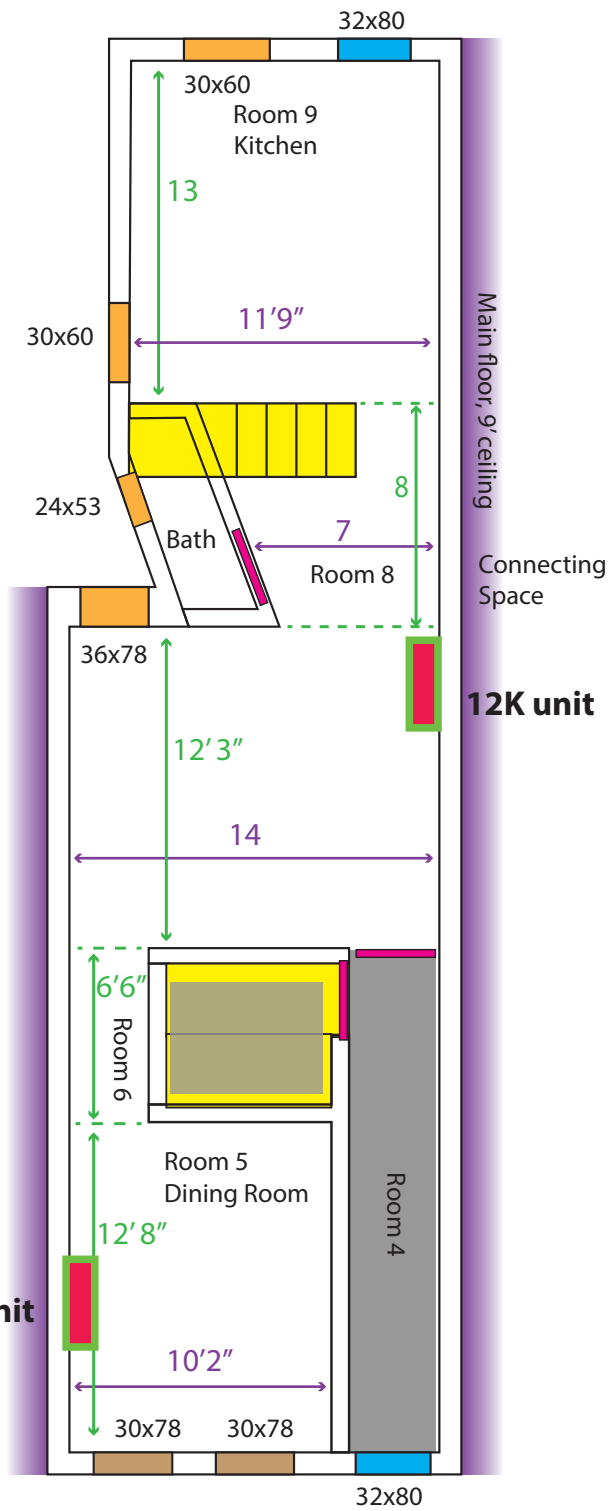 32x80
30x60
Room 9
Kitchen
13
11’9”
30x60
Main floor, 9’ ceiling
8
24x53
Bath
7
Room 8
Connecting
Space
36x78
12K unit
12’3”
14
6’6”
Room 6
Room 5
Dining Room
Room 4
12’8”
10’2”
30x78
30x78
32x80